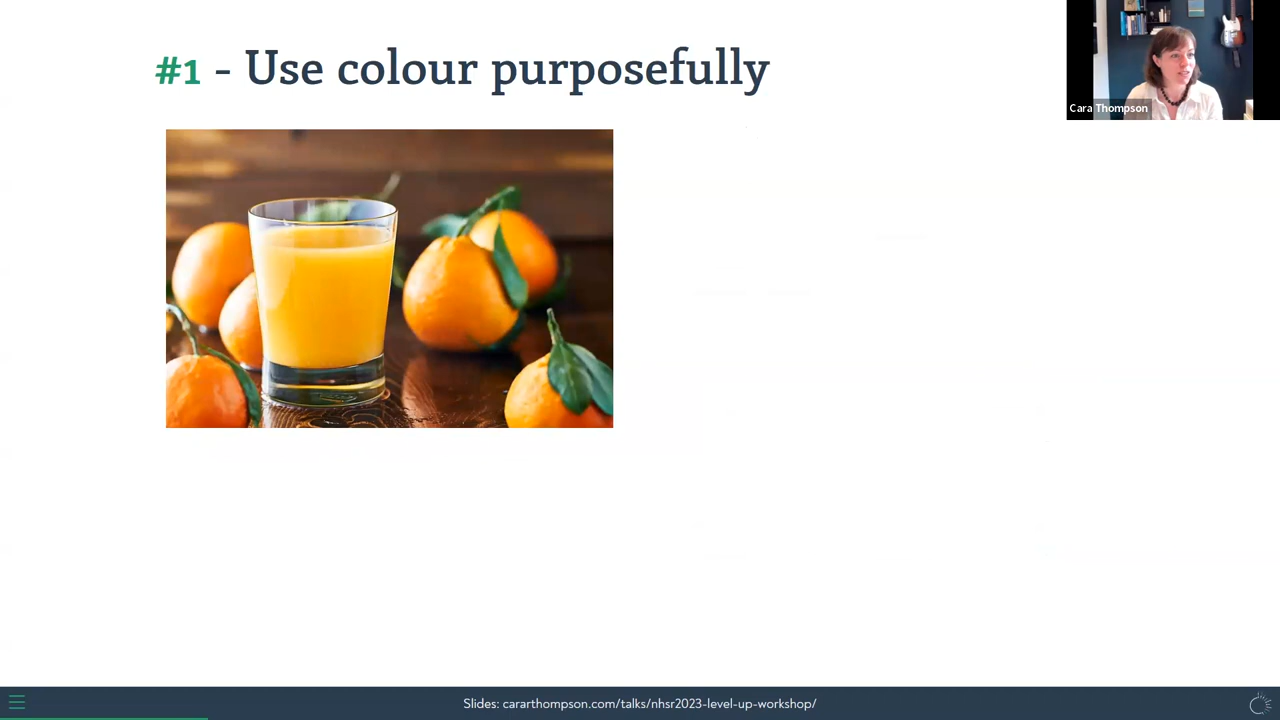 #1 - Use colour purposefully
Cara Thompson
Slides: cararthompson.com/talks/nhsr2023-level-up-workshop/